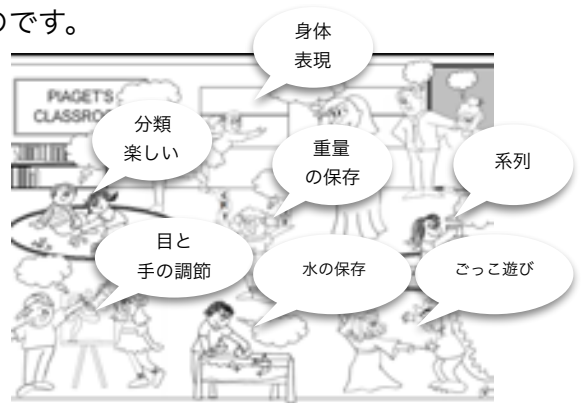 のです。
身体
表現
PIAGET'S
CLASSROO
分類
楽しい
重量
の保存
系列
目と
手の調節
水の保存
ごっこ遊び